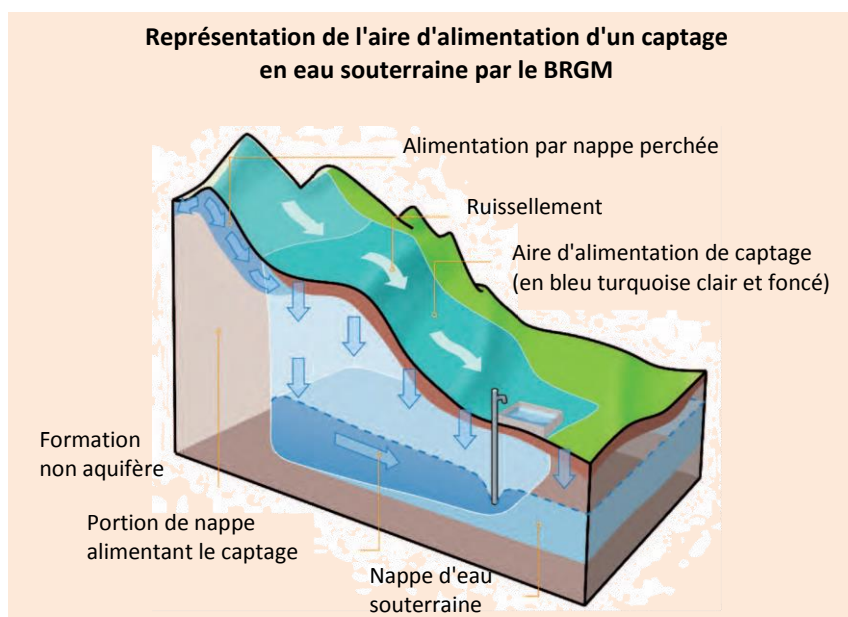 Représentation de l'aire d'alimentation d'un captage
en eau souterraine par le BRGM
Alimentation par nappe perchée
Ruissellement
Aire d'alimentation de captage
(en bleu turquoise clair et foncé)
Formation
non aquifère
Portion de nappe
alimentant le captage
Nappe d'eau
souterraine